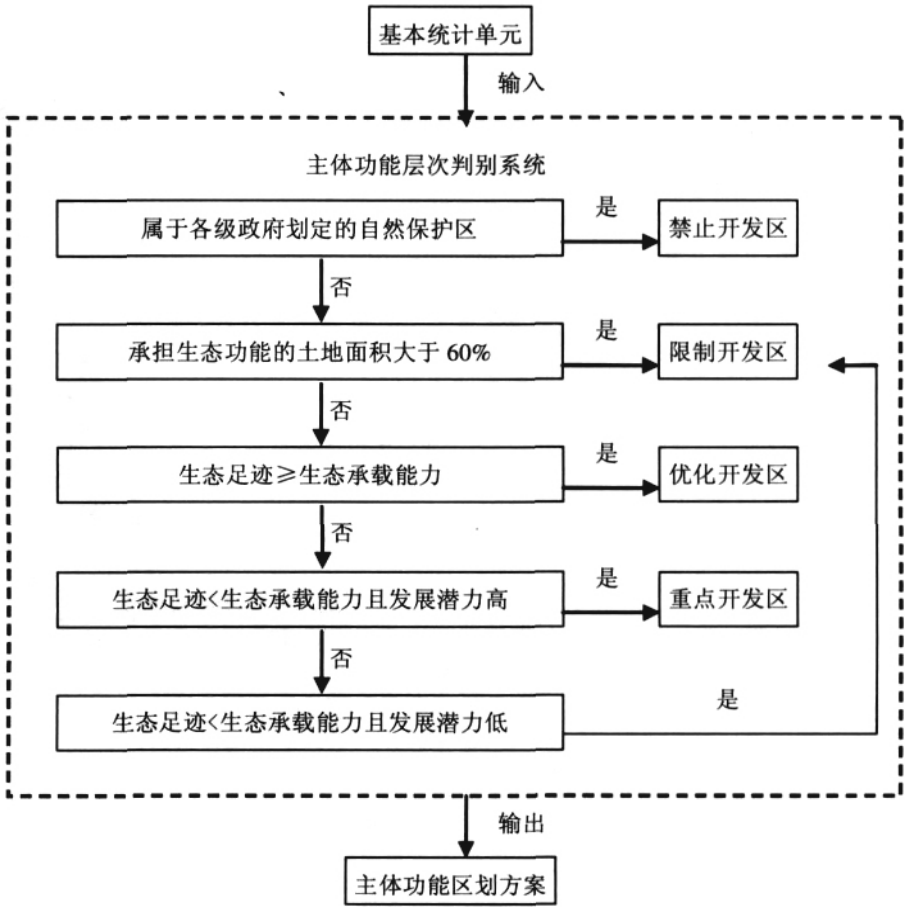 基本统计单元
输入
主体功能层次判别系统
属于各级政府划定的自然保护区
是
禁止开发区
否
承担生态功能的土地面积大于60%
是
限制开发区
否
生态足迹≥生态承载能力
是
优化开发区
否
生态足迹<生态承载能力且发展潜力高
是
重点开发区
否
生态足迹<生态承载能力且发展潜力低
是
输出
主体功能区划方案